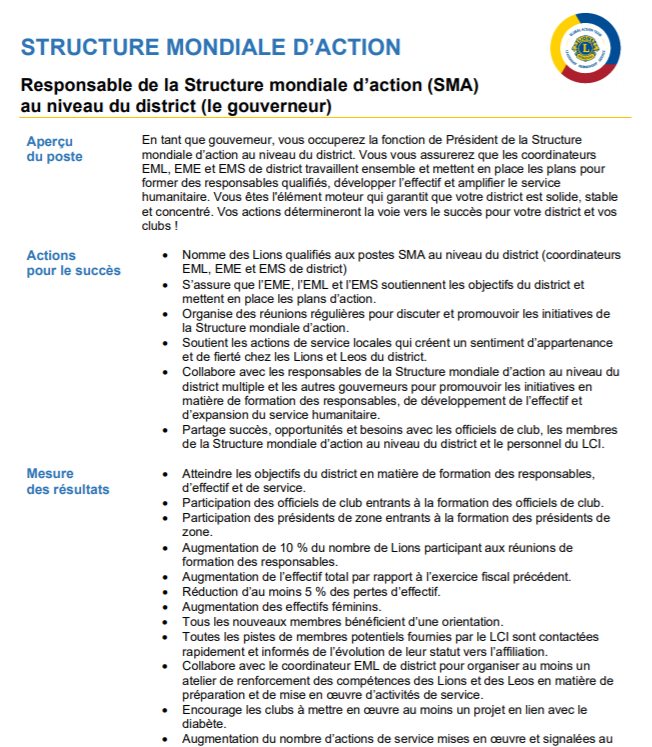 STRUCTURE MONDIALE D'ACTION
Responsable de la Structure mondiale d'action (SMA)
au niveau du district (le gouverneur)
Aperçu
du poste
En tant que gouverneur, vous occuperez la fonction de Président de la Structure
mondiale d'action au niveau du district. Vous vous assurerez que les coordinateurs
EML, EME et EMS de district travaillent ensemble et mettent en place les plans pour
former des responsables qualifiés, développer l'effectif et amplifier le service
humanitaire. Vous êtes l'élément moteur qui garantit que votre district est solide, stable
et concentré. Vos actions détermineront la voie vers le succès pour votre district et vos
clubs !
Actions
pour le succès
• Nomme des Lions qualifiés aux postes SMA au niveau du district (coordinateurs
EML, EME et EMS de district)
• S'assure que l'EME, l'EML et l'EMS soutiennent les objectifs du district et
mettent en place les plans d'action.
• Organise des réunions régulières pour discuter et promouvoir les initiatives de
la Structure mondiale d'action.
• Soutient les actions de service locales qui créent un sentiment d'appartenance
et de fierté chez les Lions et Leos du district.
• Collabore avec les responsables de la Structure mondiale d'action au niveau du
district multiple et les autres gouverneurs pour promouvoir les initiatives en
matière de formation des responsables, de développement de l'effectif et
d'expansion du service humanitaire.
• Partage succès, opportunités et besoins avec les officiels de club, les membres
de la Structure mondiale d'action au niveau du district et le personnel du LCI.
Mesure
des résultats
• Atteindre les objectifs du district en matière de formation des responsables,
d'effectif et de service.
• Participation des officiels de club entrants à la formation des officiels de club.
• Participation des présidents de zone entrants à la formation des présidents de
zone.
• Augmentation de 10 % du nombre de Lions participant aux réunions de
formation des responsables.
• Augmentation de l'effectif total par rapport à l'exercice fiscal précédent.
• Réduction d'au moins 5 % des pertes d'effectif.
• Augmentation des effectifs féminins.
• Tous les nouveaux membres bénéficient d'une orientation.
• Toutes les pistes de membres potentiels fournies par le LCI sont contactées
rapidement et informés de l'évolution de leur statut vers l'affiliation.
• Collabore avec le coordinateur EML de district pour organiser au moins un
atelier de renforcement des compétences des Lions et des Leos en matière de
préparation et de mise en œuvre d'activités de service.
• Encourage les clubs à mettre en œuvre au moins un projet en lien avec le
diabète.
• Augmentation du nombre d'actions de service mises en œuvre et signalées au